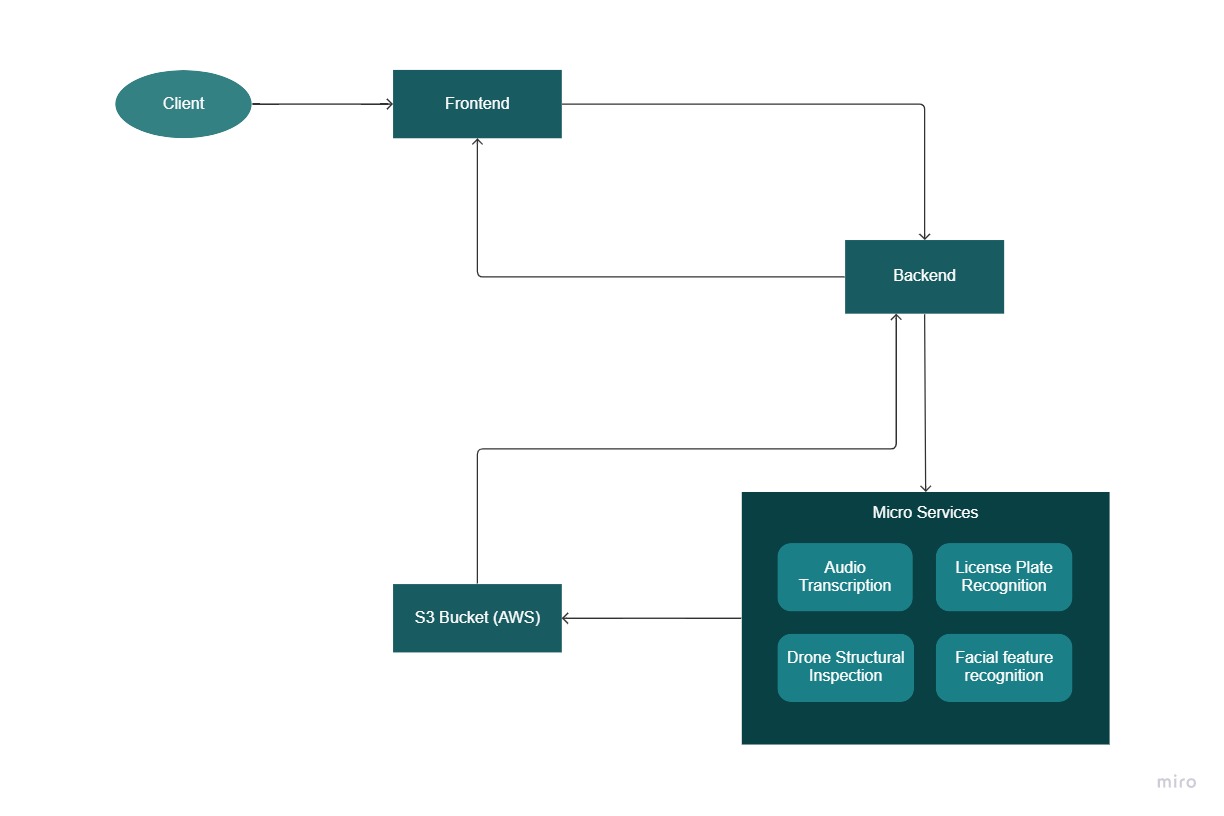 Client
Frontend
Backend
Micro Services
Audio
Transcription
License Plate
Recognition
S3 Bucket (AWS)
Drone Structural
Inspection
Facial feature
recognition
miro